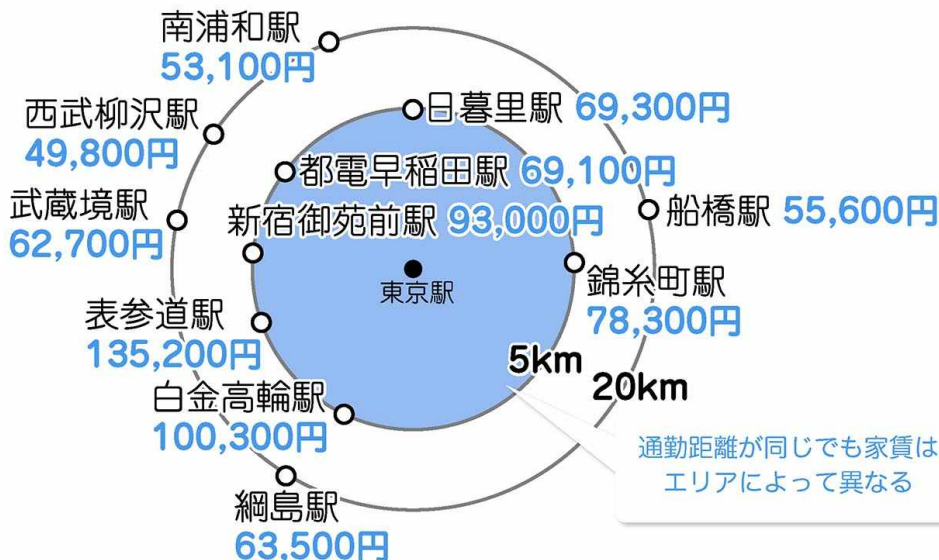 南浦和駅
53,100円
日暮里駅 69,300円
西武柳沢駅
49,800円
都電早稲田駅 69,100円
武蔵境駅
62,700円
新宿御苑前駅 93,000円
船橋駅 55,600円
東京駅
錦糸町駅
78,300円
表参道駅
135,200円
5km
20km
白金高輪駅
100,300円
通勤距離が同じでも家賃は
エリアによって異なる
綱島駅
63,500円